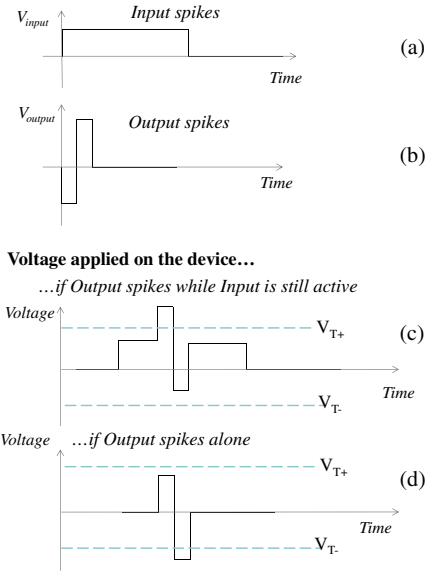 V_input
Input spikes
Time
(a)
V_output
Output spikes
Time
(b)
Voltage applied on the device…
…if Output spikes while Input is still active
Voltage
V_T+
(c)
V_T-
Time
Voltage …if Output spikes alone
V_T+
(d)
Time
V_T-